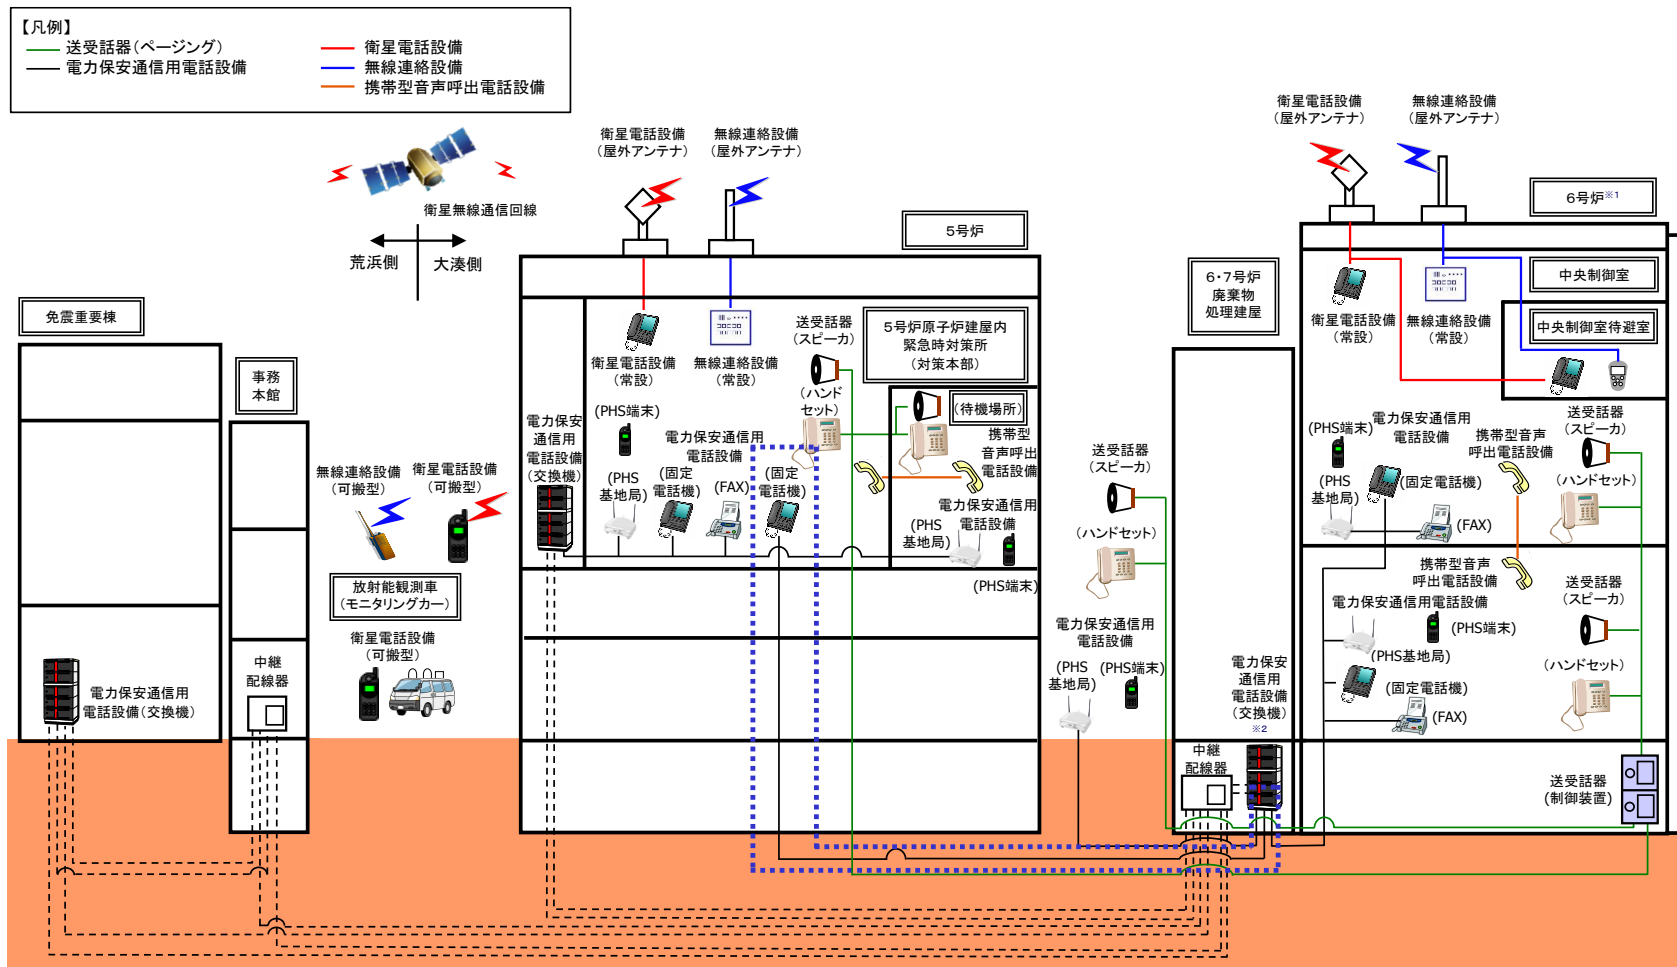 【凡例】
送受話器(ページング)
電力保安通信用電話設備
衛星電話設備
無線連絡設備
携帯型音声呼出電話設備
衛星無線通信回線
荒浜側
大湊側
免震重要棟
電力保安通信用
電話設備(交換機)
事務
本館
中継
配線器
無線連絡設備
(可搬型)
衛星電話設備
(可搬型)
放射能観測車
(モニタリングカー)
衛星電話設備
(可搬型)
衛星電話設備
(屋外アンテナ)
無線連絡設備
(屋外アンテナ)
5号炉
衛星電話設備
(常設)
無線連絡設備
(常設)
送受話器
(スピーカ)
(ハンド
セット)
5号炉原子炉建屋内
緊急時対策所
(対策本部)
(待機場所)
携帯型
音声呼出
電話設備
電力保安
通信用
電話設備
(交換機)
(PHS端末)
(PHS
基地局)
電力保安通信用
電話設備
(固定
電話機)
(FAX)
(固定
電話機)
電力保安通信用
電話設備
(PHS
基地局)
(PHS端末)
送受話器
(スピーカ)
(ハンドセット)
電力保安通信用
電話設備
(PHS
基地局)
(PHS端末)
6・7号炉
廃棄物
処理建屋
電力保安
通信用
電話設備
(交換機)
※2
中継
配線器
衛星電話設備
(屋外アンテナ)
無線連絡設備
(屋外アンテナ)
6号炉※1
中央制御室
中央制御室待避室
衛星電話設備
(常設)
無線連絡設備
(常設)
電力保安通信用
電話設備
(PHS端末)
(PHS
基地局)
(固定電話機)
(FAX)
携帯型音声
呼出電話設備
送受話器
(スピーカ)
(ハンドセット)
携帯型音声
呼出電話設備
電力保安通信用電話設備
(PHS端末)
(PHS基地局)
(固定電話機)
(FAX)
送受話器
(スピーカ)
(ハンドセット)
送受話器
(制御装置)